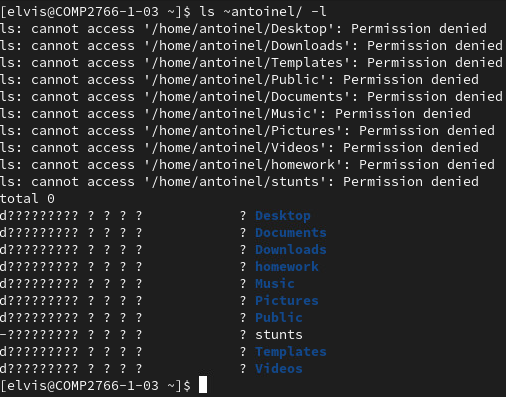 [elvis@COMP2766-1-03 ~]$ ls ~antoinel/ -l
ls: cannot access '/home/antoinel/Desktop': Permission denied
ls: cannot access '/home/antoinel/Downloads': Permission denied
ls: cannot access '/home/antoinel/Templates': Permission denied
ls: cannot access '/home/antoinel/Public': Permission denied
ls: cannot access '/home/antoinel/Documents': Permission denied
ls: cannot access '/home/antoinel/Music': Permission denied
ls: cannot access '/home/antoinel/Pictures': Permission denied
ls: cannot access '/home/antoinel/Videos': Permission denied
ls: cannot access '/home/antoinel/homework': Permission denied
ls: cannot access '/home/antoinel/stunts': Permission denied
total 0
d????????? ? ? ? ?            ? Desktop
d????????? ? ? ? ?            ? Documents
d????????? ? ? ? ?            ? Downloads
d????????? ? ? ? ?            ? homework
d????????? ? ? ? ?            ? Music
d????????? ? ? ? ?            ? Pictures
d????????? ? ? ? ?            ? Public
-????????? ? ? ? ?            ? stunts
d????????? ? ? ? ?            ? Templates
d????????? ? ? ? ?            ? Videos
[elvis@COMP2766-1-03 ~]$